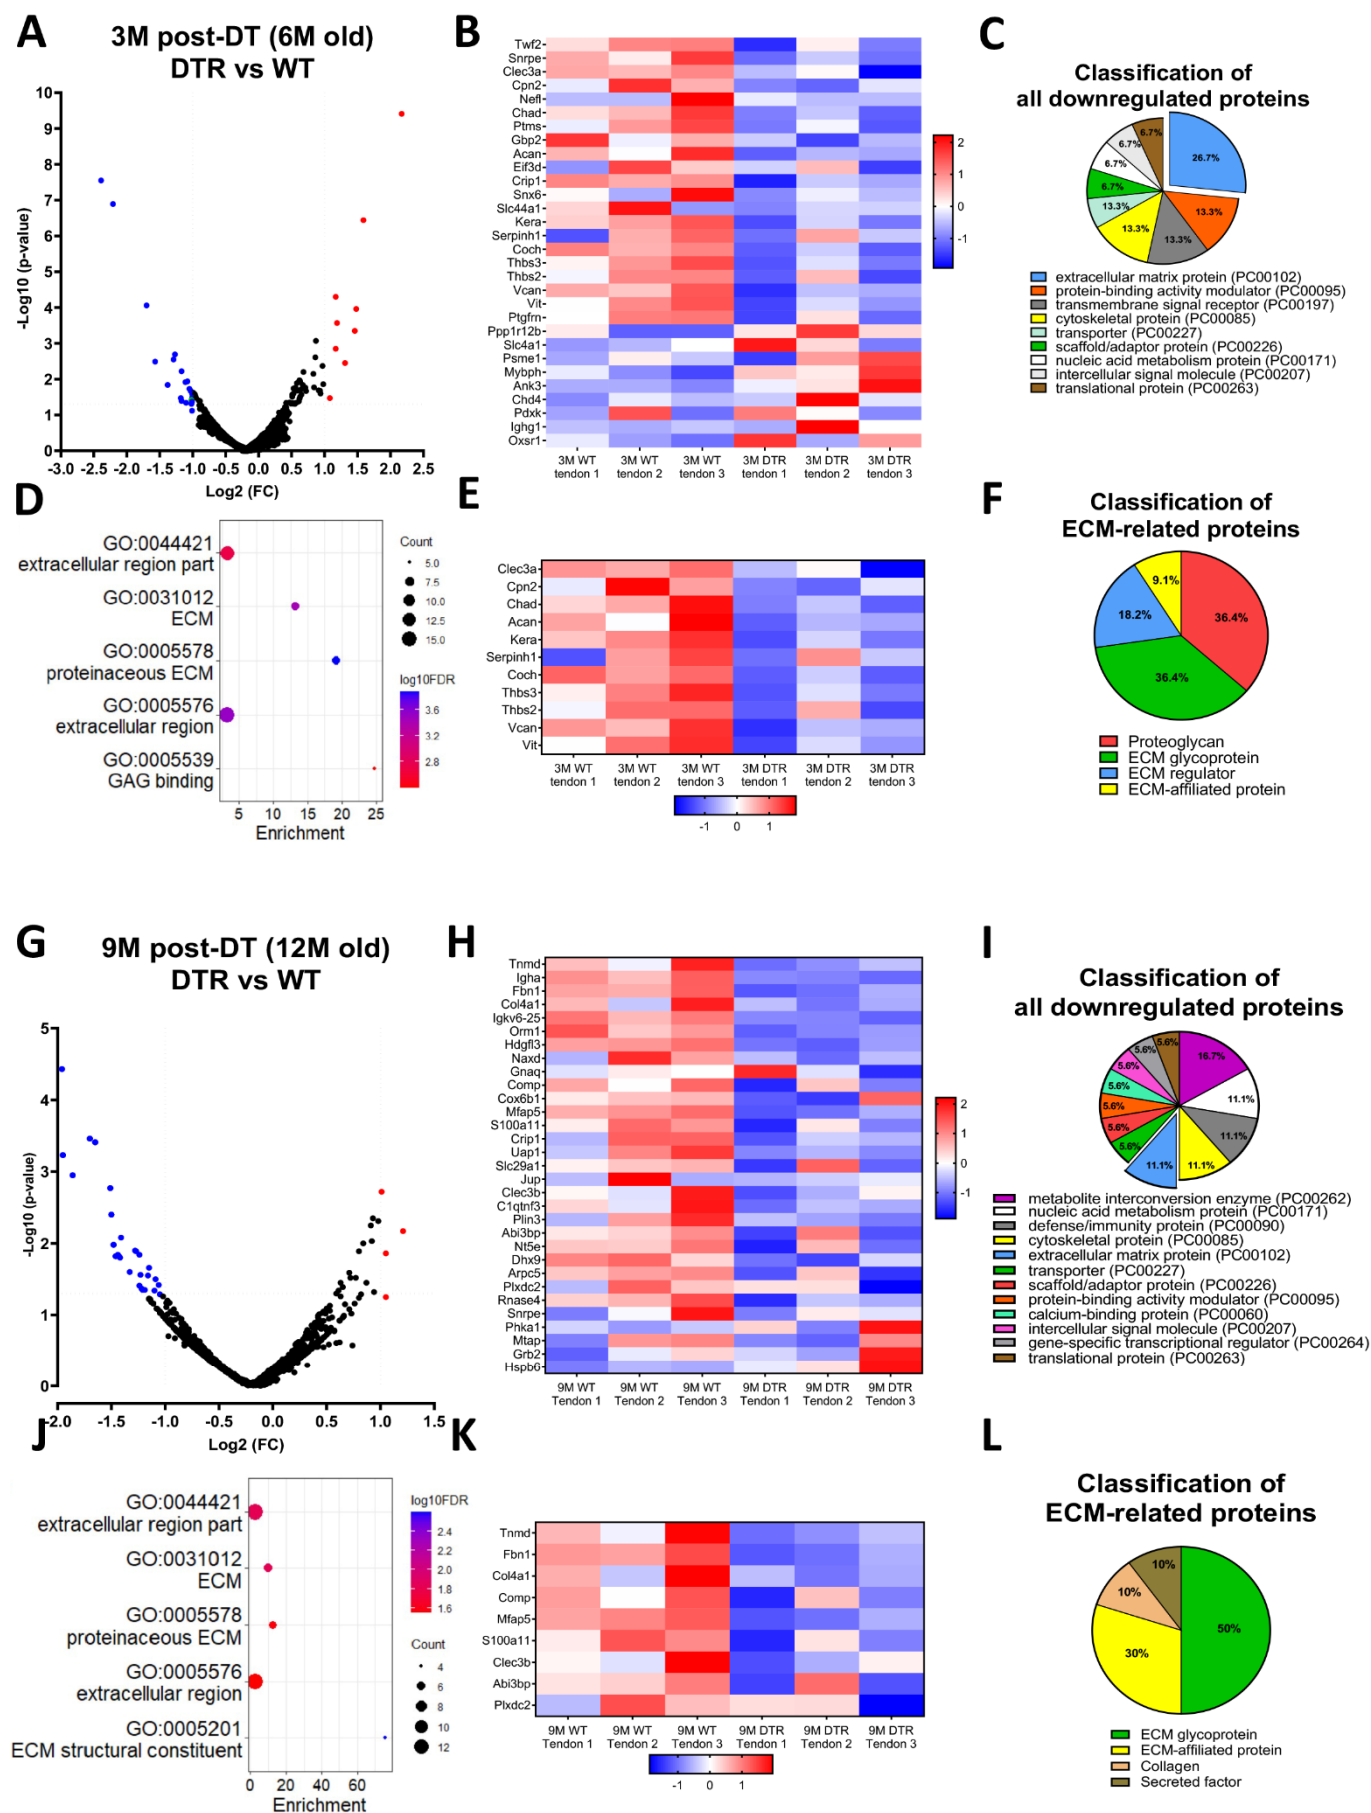 A
3M post-DT (6M old)
DTR vs WT
10
9
8
7
6
5
4
3
2
1
0
-Log10 (p-value)
-3.0 -2.5 -2.0 -1.5 -1.0 -0.5 0.0 0.5 1.0 1.5 2.0 2.5
Log2 (FC)
B
Twf2
Snrpe
Clec3a
Cpn2
Nefl
Chad
Ptms
Gbp2
Acan
Eif3d
Crip1
Snx6
Slc44a1
Kera
Serpinh1
Coch
Thbs3
Thbs2
Vcan
Vit
Ptgfrn
Ppp1r12b
Slc4a1
Psme1
Mybph
Ank3
Chd4
Pdxk
Ighg1
Oxsr1
3M WT 3M WT 3M WT 3M DTR 3M DTR 3M DTR
tendon 1 tendon 2 tendon 3 tendon 1 tendon 2 tendon 3
2
1
0
-1
C
Classification of
all downregulated proteins
26.7%
13.3%
13.3%
13.3%
13.3%
6.7%
6.7%
6.7%
6.7%
extracellular matrix protein (PC00102)
protein-binding activity modulator (PC00095)
transmembrane signal receptor (PC00197)
cytoskeletal protein (PC00085)
transporter (PC00227)
scaffold/adaptor protein (PC00226)
nucleic acid metabolism protein (PC00171)
intercellular signal molecule (PC00207)
translational protein (PC00263)
D
GO:0044421
extracellular region part
GO:0031012
ECM
GO:0005578
proteinaceous ECM
GO:0005576
extracellular region
GO:0005539
GAG binding
5 10 15 20 25
Enrichment
Count
5.0
7.5
10.0
12.5
15.0
log10FDR
3.6
3.2
2.8
E
Clec3a
Cpn2
Chad
Acan
Kera
Serpinh1
Coch
Thbs3
Thbs2
Vcan
Vit
3M WT 3M WT 3M WT 3M DTR 3M DTR 3M DTR
tendon 1 tendon 2 tendon 3 tendon 1 tendon 2 tendon 3
-1 0 1
F
Classification of
ECM-related proteins
9.1%
36.4%
18.2%
36.4%
Proteoglycan
ECM glycoprotein
ECM regulator
ECM-affiliated protein
G
9M post-DT (12M old)
DTR vs WT
5
4
3
2
1
0
-Log10 (p-value)
-2.0 -1.5 -1.0 -0.5 0.0 0.5 1.0 1.5
Log2 (FC)
H
Tnmd
Igha
Fbn1
Col4a1
Igkv6-25
Orm1
Hdgfl3
Naxd
Gnaq
Comp
Cox6b1
Mfap5
S100a11
Crip1
Uap1
Slc29a1
Jup
Clec3b
C1qtnf3
Plin3
Abi3bp
Nt5e
Dhx9
Arpc5
Plxdc2
Rnase4
Snrpe
Phka1
Mtap
Grb2
Hspb6
9M WT 9M WT 9M WT 9M DTR 9M DTR 9M DTR
Tendon 1 Tendon 2 Tendon 3 Tendon 1 Tendon 2 Tendon 3
2
1
0
-1
I
Classification of
all downregulated proteins
16.7%
11.1%
11.1%
11.1%
11.1%
5.6%
5.6%
5.6%
5.6%
5.6%
5.6%
5.6%
metabolite interconversion enzyme (PC00262)
nucleic acid metabolism protein (PC00171)
defense/immunity protein (PC00090)
cytoskeletal protein (PC00085)
extracellular matrix protein (PC00102)
transporter (PC00227)
scaffold/adaptor protein (PC00226)
protein-binding activity modulator (PC00095)
calcium-binding protein (PC00060)
intercellular signal molecule (PC00207)
gene-specific transcriptional regulator (PC00264)
translational protein (PC00263)
J
GO:0044421
extracellular region part
GO:0031012
ECM
GO:0005578
proteinaceous ECM
GO:0005576
extracellular region
GO:0005201
ECM structural constituent
0 20 40 60
Enrichment
log10FDR
2.4
2.2
2.0
1.8
1.6
Count
4
6
8
10
12
K
Tnmd
Fbn1
Col4a1
Comp
Mfap5
S100a11
Clec3b
Abi3bp
Plxdc2
9M WT 9M WT 9M WT 9M DTR 9M DTR 9M DTR
Tendon 1 Tendon 2 Tendon 3 Tendon 1 Tendon 2 Tendon 3
-1 0 1
L
Classification of
ECM-related proteins
10%
10%
50%
30%
ECM glycoprotein
ECM-affiliated protein
Collagen
Secreted factor